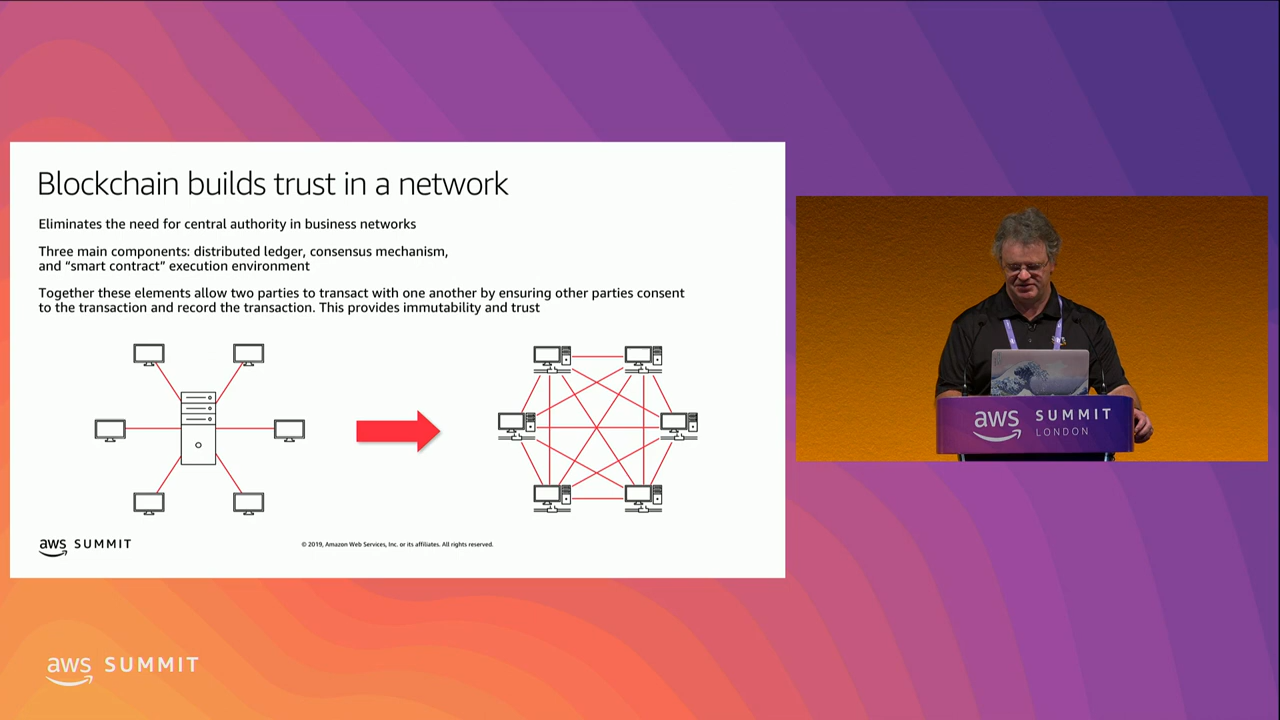 Blockchain builds trust in a network
Eliminates the need for central authority in business networks
Three main components: distributed ledger, consensus mechanism,
and “smart contract” execution environment
Together these elements allow two parties to transact with one another by ensuring other parties consent
to the transaction and record the transaction. This provides immutability and trust
aws SUMMIT
© 2019, Amazon Web Services, Inc. or its affiliates. All rights reserved.
aws SUMMIT
LONDON
aws SUMMIT